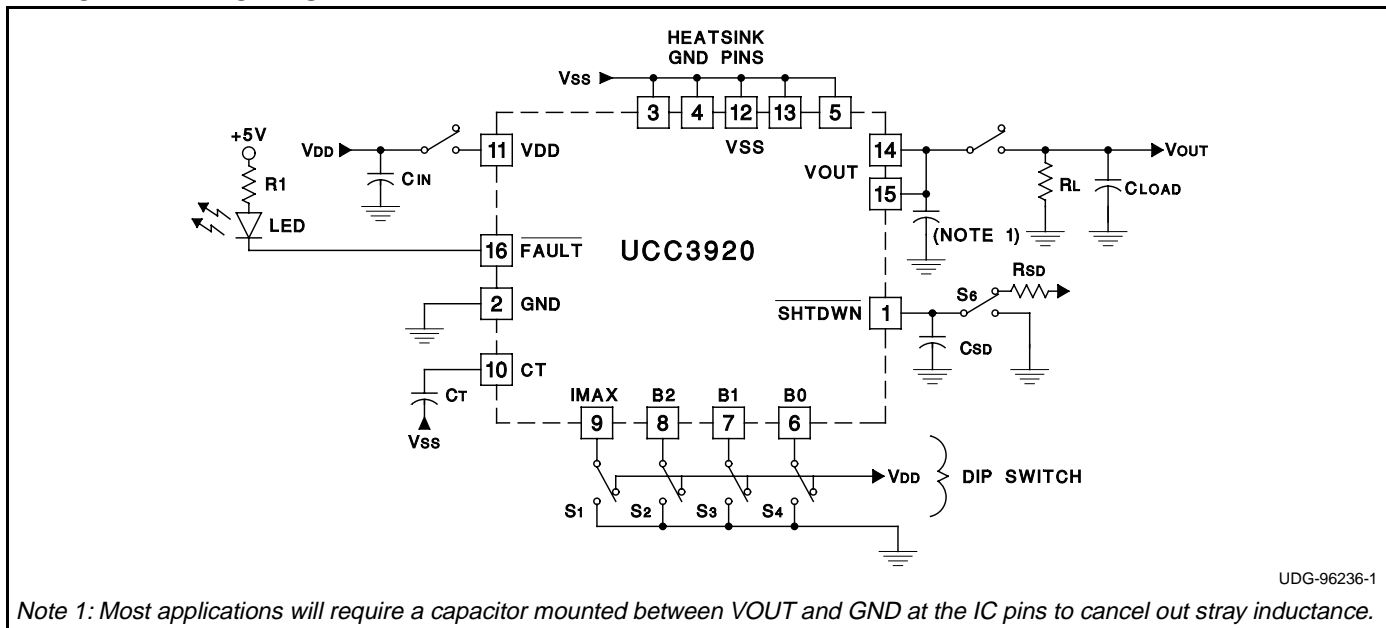 HEATSINK
GND PINS
VSS
3 4 12 13 5
VSS
+5V
R1
LED
VDD
CIN
11 VDD
16 FAULT
UCC3920
2 GND
10 CT
CT
VSS
14
VOUT
15
(NOTE 1)
RL
CLOAD
VOUT
SHTDWN 1
CSD
S6
RSD
IMAX B2 B1 B0
9 8 7 6
S1 S2 S3 S4
VDD
DIP SWITCH
UDG-96236-1
Note 1: Most applications will require a capacitor mounted between VOUT and GND at the IC pins to cancel out stray inductance.